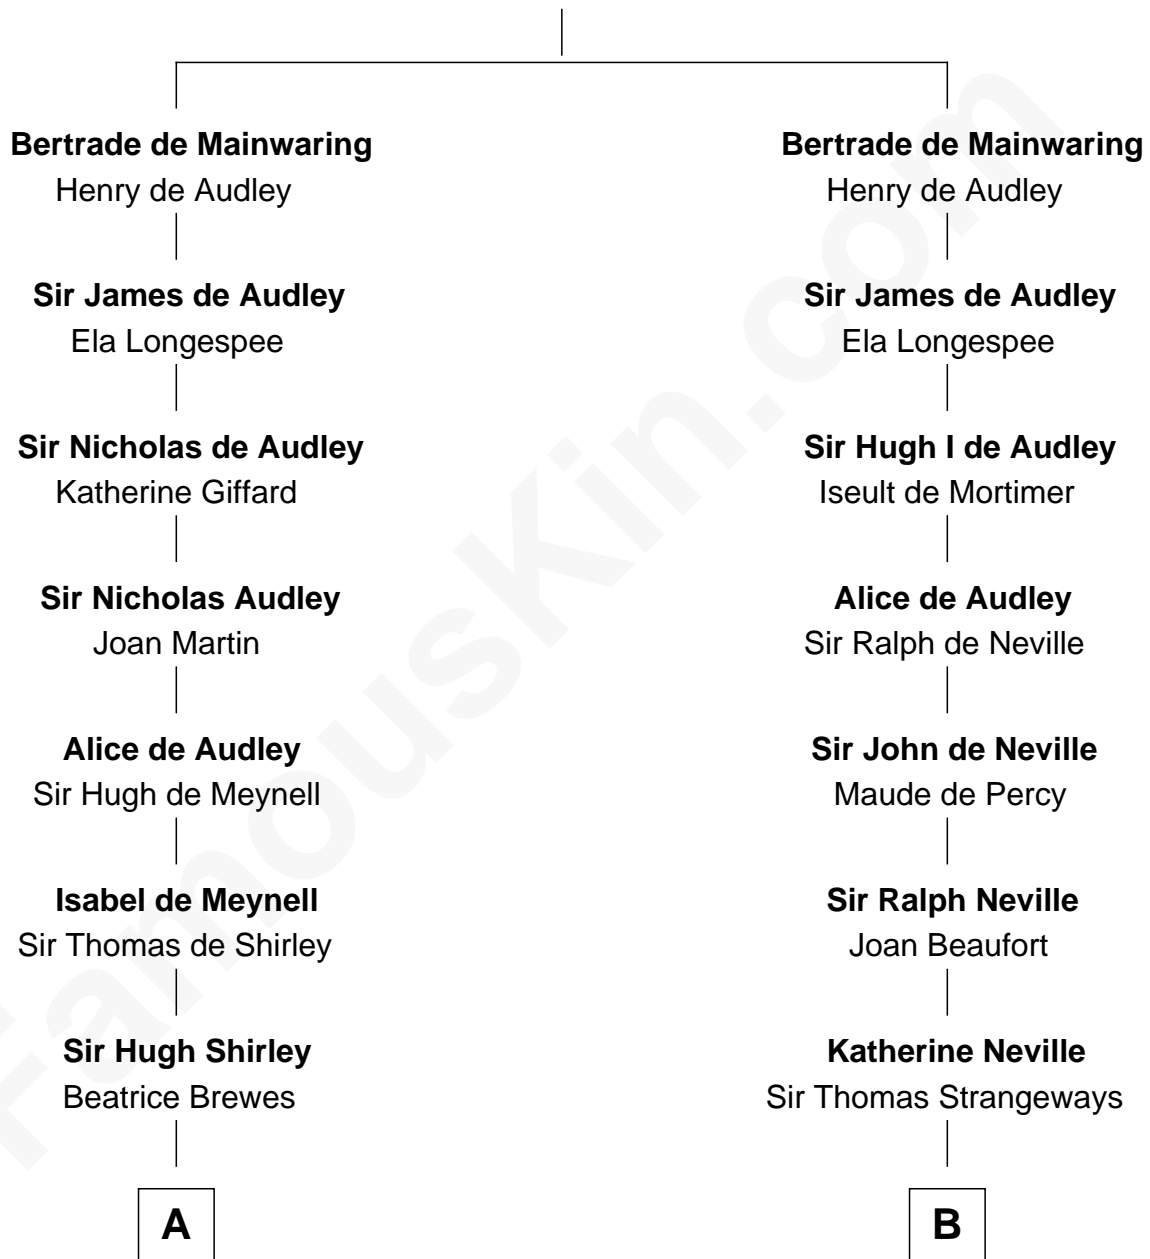 Bertrade de Mainwaring
Henry de Audley
Sir James de Audley
Ela Longespee
Sir Nicholas de Audley
Katherine Giffard
Sir Nicholas Audley
Joan Martin
Alice de Audley
Sir Hugh de Meynell
Isabel de Meynell
Sir Thomas de Shirley
Sir Hugh Shirley
Beatrice Brewes
A
Bertrade de Mainwaring
Henry de Audley
Sir James de Audley
Ela Longespee
Sir Hugh I de Audley
Iseult de Mortimer
Alice de Audley
Sir Ralph de Neville
Sir John de Neville
Maude de Percy
Sir Ralph Neville
Joan Beaufort
Katherine Neville
Sir Thomas Strangeways
B
FamousKin.com